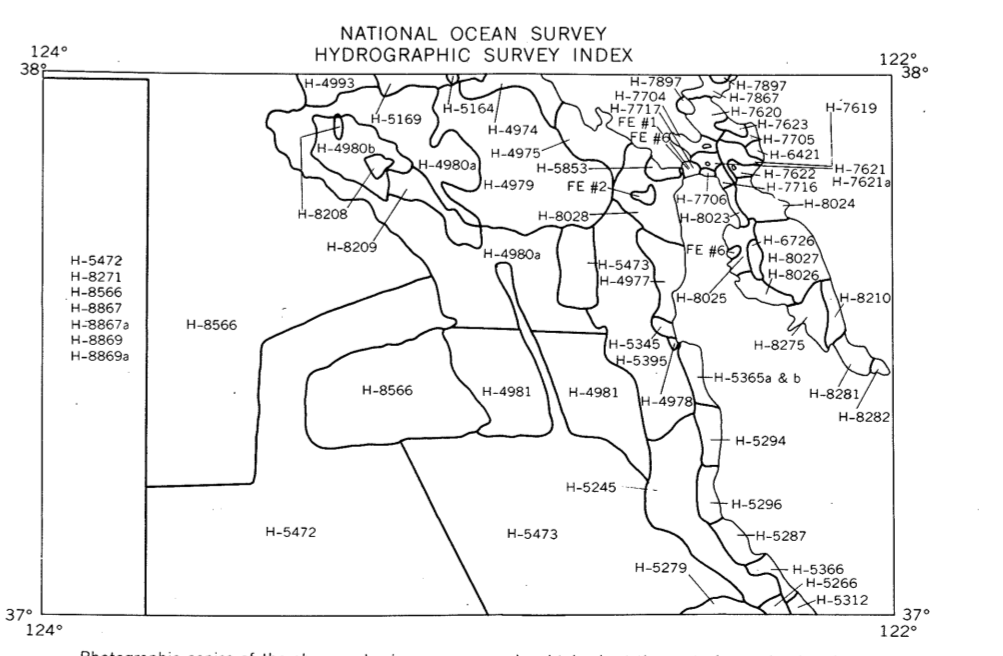 NATIONAL OCEAN SURVEY
HYDROGRAPHIC SURVEY INDEX
124°
122°
38°
38°
H-4993
H-5164
H-5169
H-4974
H-4975
H-4980b
H-4980a
H-4979
H-8208
H-8209
H-4980a
H-7897
H-7704
H-7717
FE #1
FE #6
H-5853
FE #2
H-8028
H-7897
H-7867
H-7620
H-7623
H-7705
H-6421
H-7619
H-7621
H-7621a
H-7622
H-7716
H-7706
H-8023
H-8024
FE #6
H-6726
H-8027
H-8026
H-8025
H-5473
H-4977
H-8210
H-8275
H-5472
H-8271
H-8566
H-8867
H-8867a
H-8869
H-8869a
H-8566
H-5345
H-5395
H-5365a & b
H-8281
H-8282
H-8566
H-4981
H-4981
H-4978
H-5294
H-5245
H-5296
H-5472
H-5473
H-5287
H-5279
H-5366
H-5266
H-5312
37°
37°
124°
122°